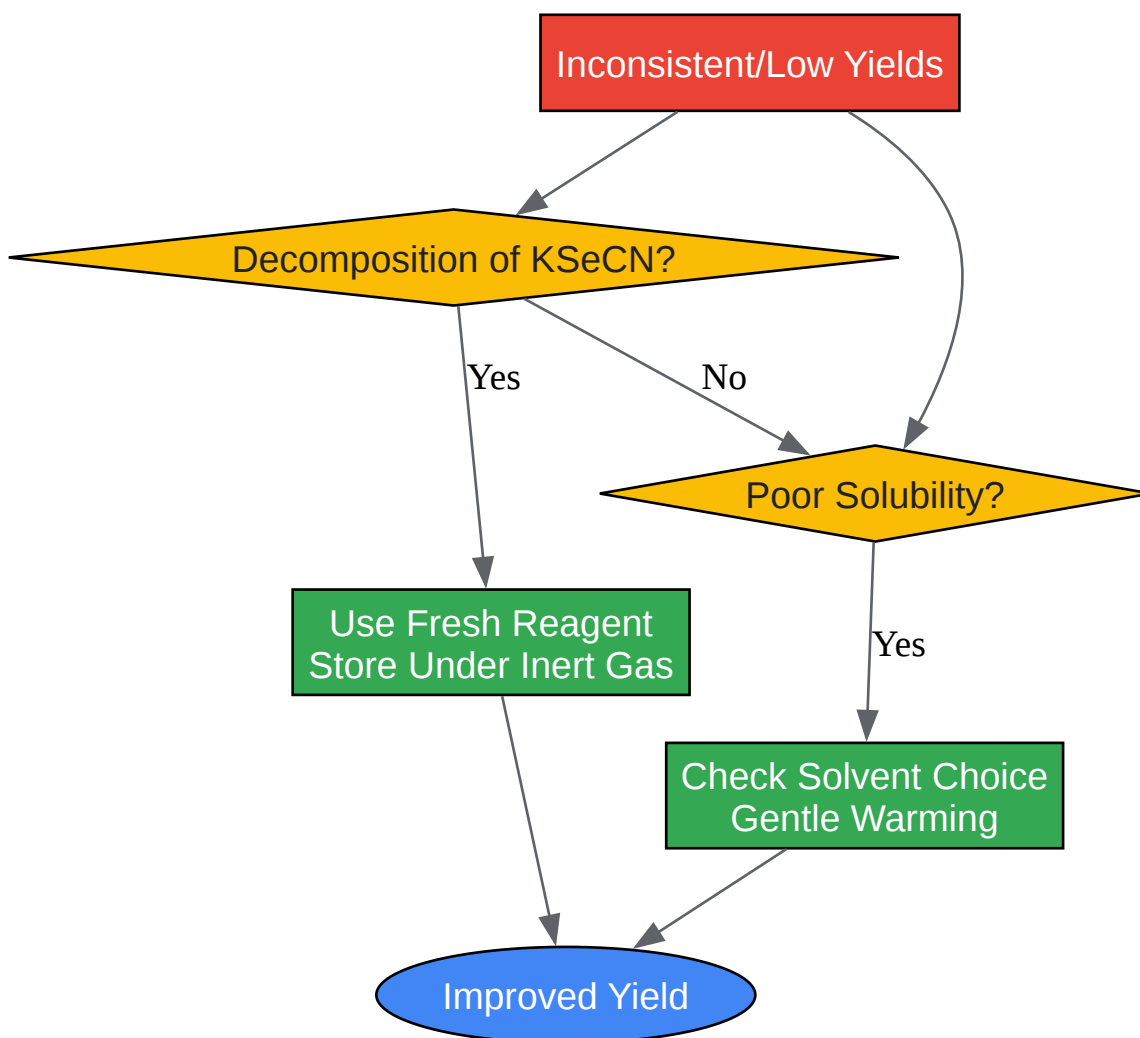 Inconsistent/Low Yields
Decomposition of KSeCN?
Yes
No
Poor Solubility?
Use Fresh Reagent
Store Under Inert Gas
Yes
Check Solvent Choice
Gentle Warming
Improved Yield